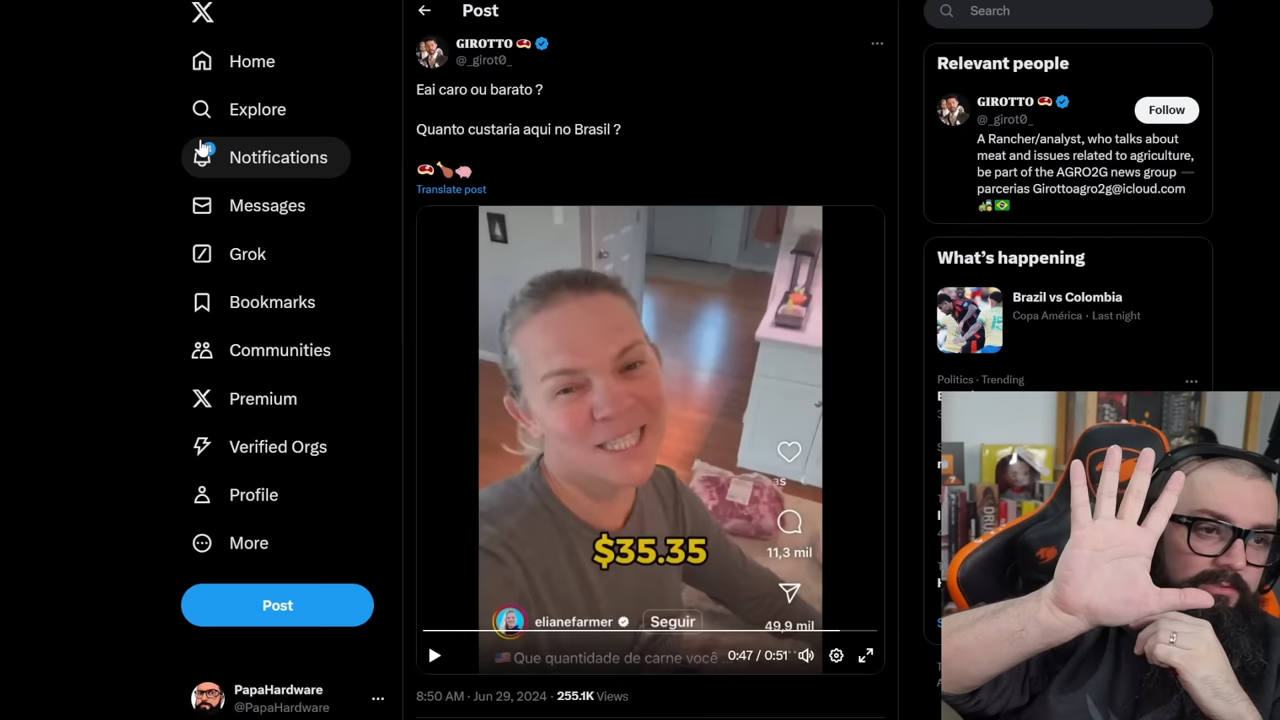 Home
Explore
Notifications
Messages
Grok
Bookmarks
Communities
Premium
Verified Orgs
Profile
More
Post
PapaHardware
@PapaHardware
Post
GIROTTO
@_girot0_
Eai caro ou barato ?
Quanto custaria aqui no Brasil ?
Translate post
$35.35
11,3 mil
49,9 mil
elianefarmer
Seguir
Que quantidade de carne você ...
0:47 / 0:51
8:50 AM · Jun 29, 2024 · 255.1K Views
Search
Relevant people
GIROTTO
@_girot0_
Follow
A Rancher/analyst, who talks about
meat and issues related to agriculture,
be part of the AGRO2G news group —
parcerias Girottoagro2g@icloud.com
What's happening
Brazil vs Colombia
Copa América · Last night
Politics · Trending